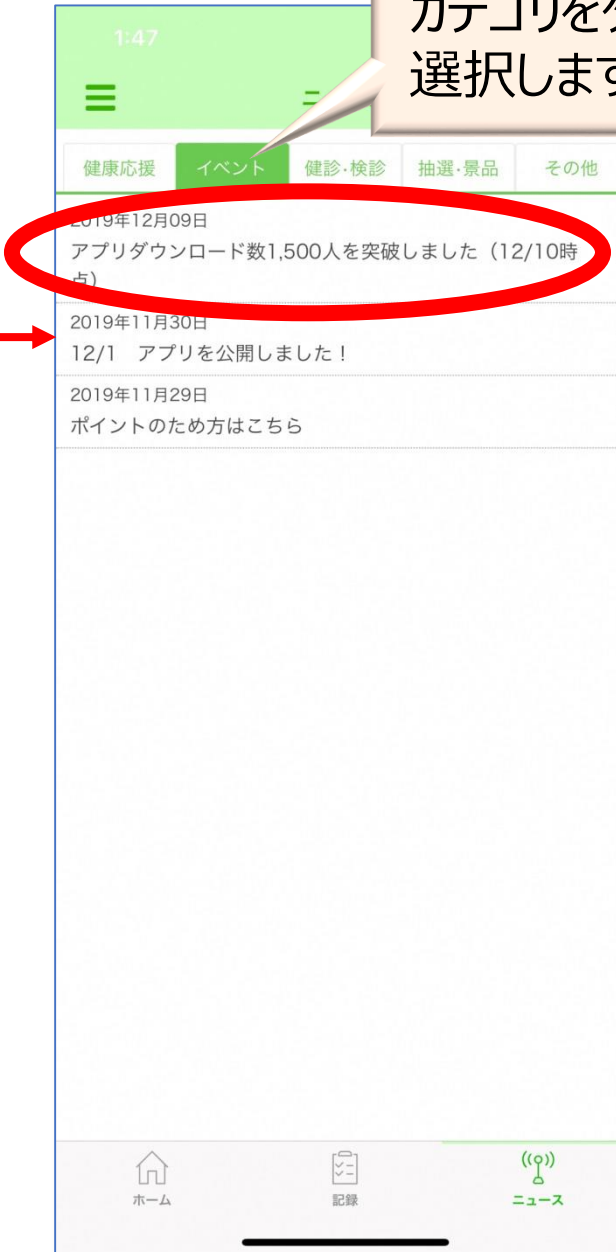 カテゴリをタ
選択します
1:47
ニ
健康応援 イベント 健診・検診 抽選・景品 その他
2019年12月09日
アプリダウンロード数1,500人を突破しました（12/10時
点）
2019年11月30日
12/1　アプリを公開しました！
2019年11月29日
ポイントのため方はこちら
ホーム 記録 ニュース